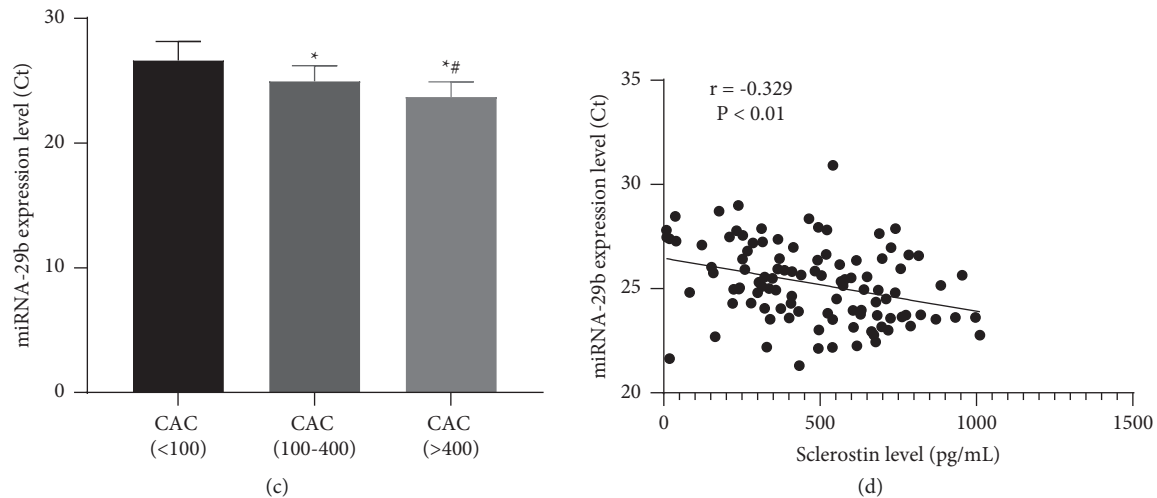 miRNA-29b expression level (Ct)
30
20
10
0
*
*#
CAC
(<100)
CAC
(100-400)
CAC
(>400)
(c)
miRNA-29b expression level (Ct)
35
30
25
20
r = -0.329
P < 0.01
0
500
1000
1500
Sclerostin level (pg/mL)
(d)